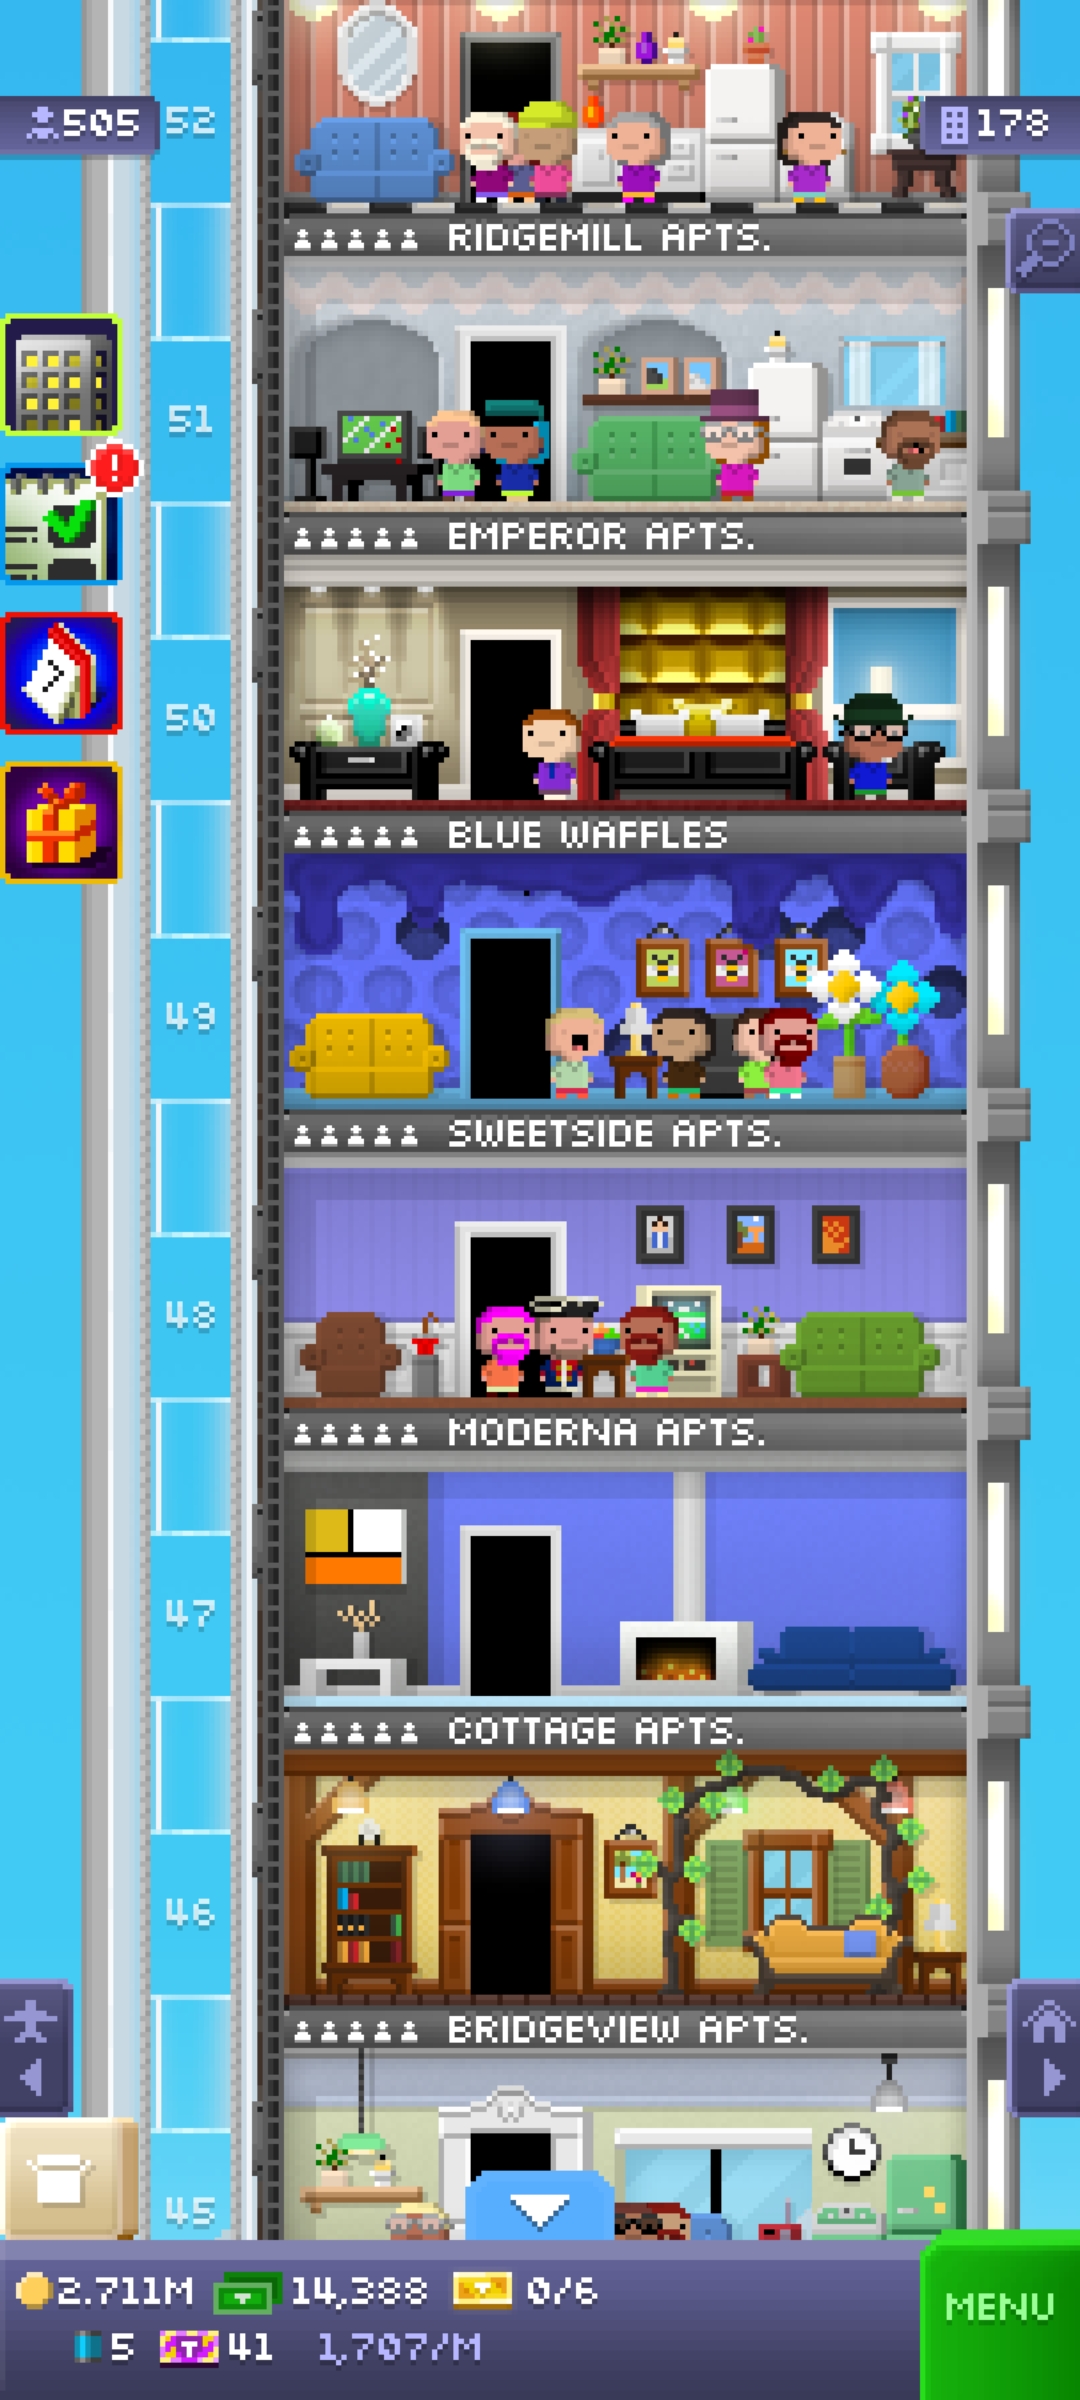 505
52
178
RIDGEMILL APTS.
51
EMPEROR APTS.
50
BLUE WAFFLES
49
SWEETSIDE APTS.
48
MODERNA APTS.
47
COTTAGE APTS.
46
BRIDGEVIEW APTS.
45
2.711M 14,388 0/6
MENU
5 41 1,707/M